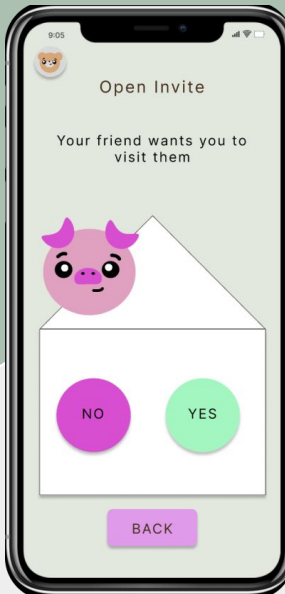 9:05
Open Invite
Your friend wants you to
visit them
NO
YES
BACK